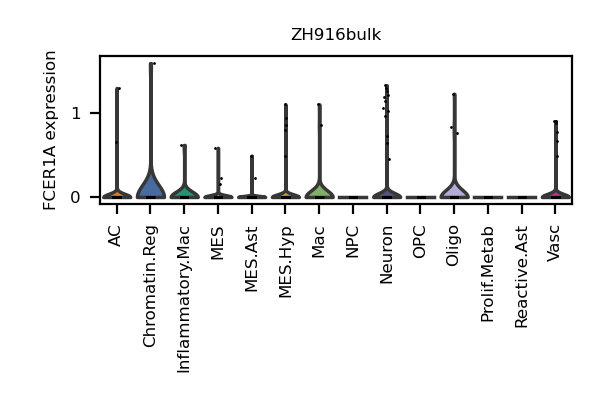 ZH916bulk
FCER1A expression
1
0
AC
Chromatin.Reg
Inflammatory.Mac
MES
MES.Ast
MES.Hyp
Mac
NPC
Neuron
OPC
Oligo
Prolif.Metab
Reactive.Ast
Vasc